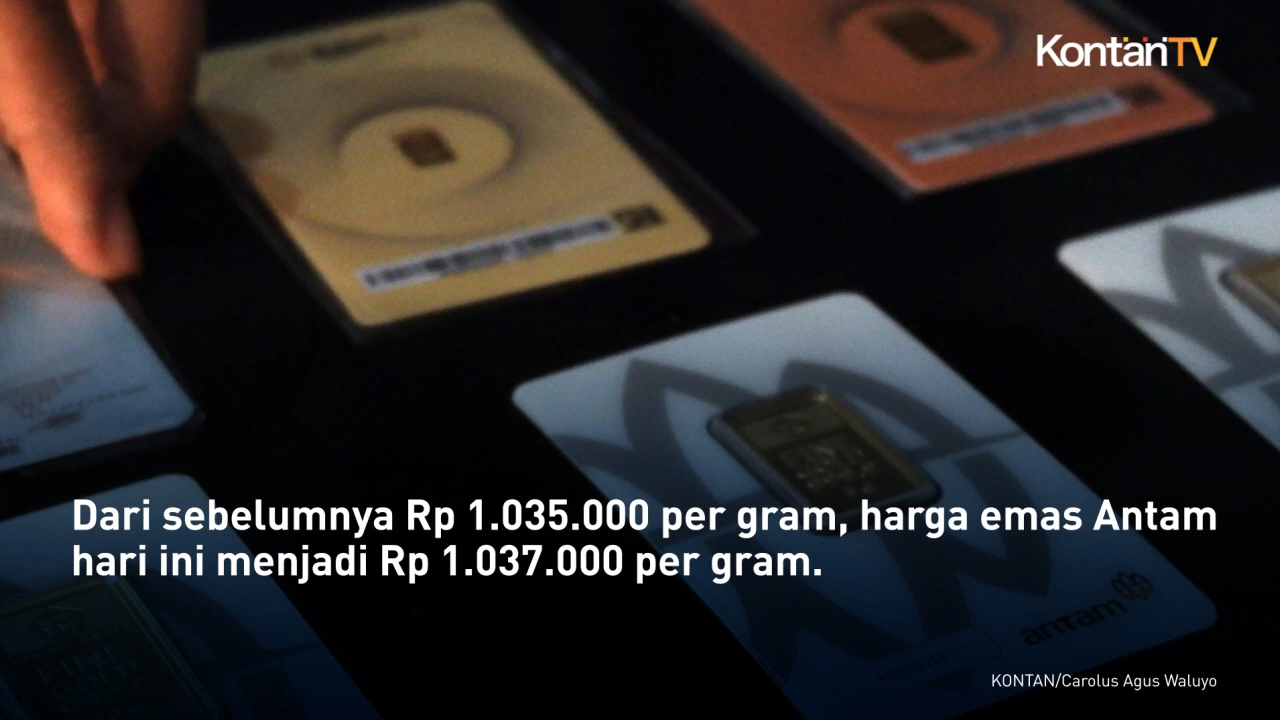 KontanTV
Dari sebelumnya Rp 1.035.000 per gram, harga emas Antam
hari ini menjadi Rp 1.037.000 per gram.
antam
KONTAN/Carolus Agus Waluyo